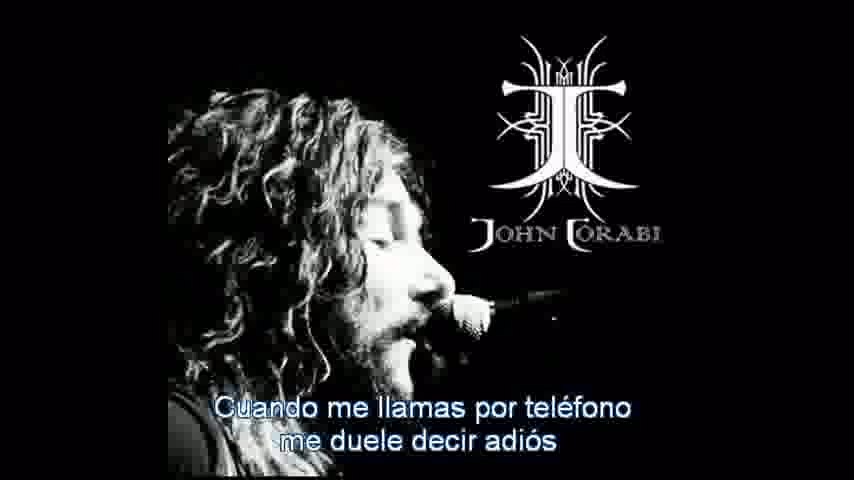 JOHN CORABI
Cuando me llamas por teléfono
me duele decir adiós